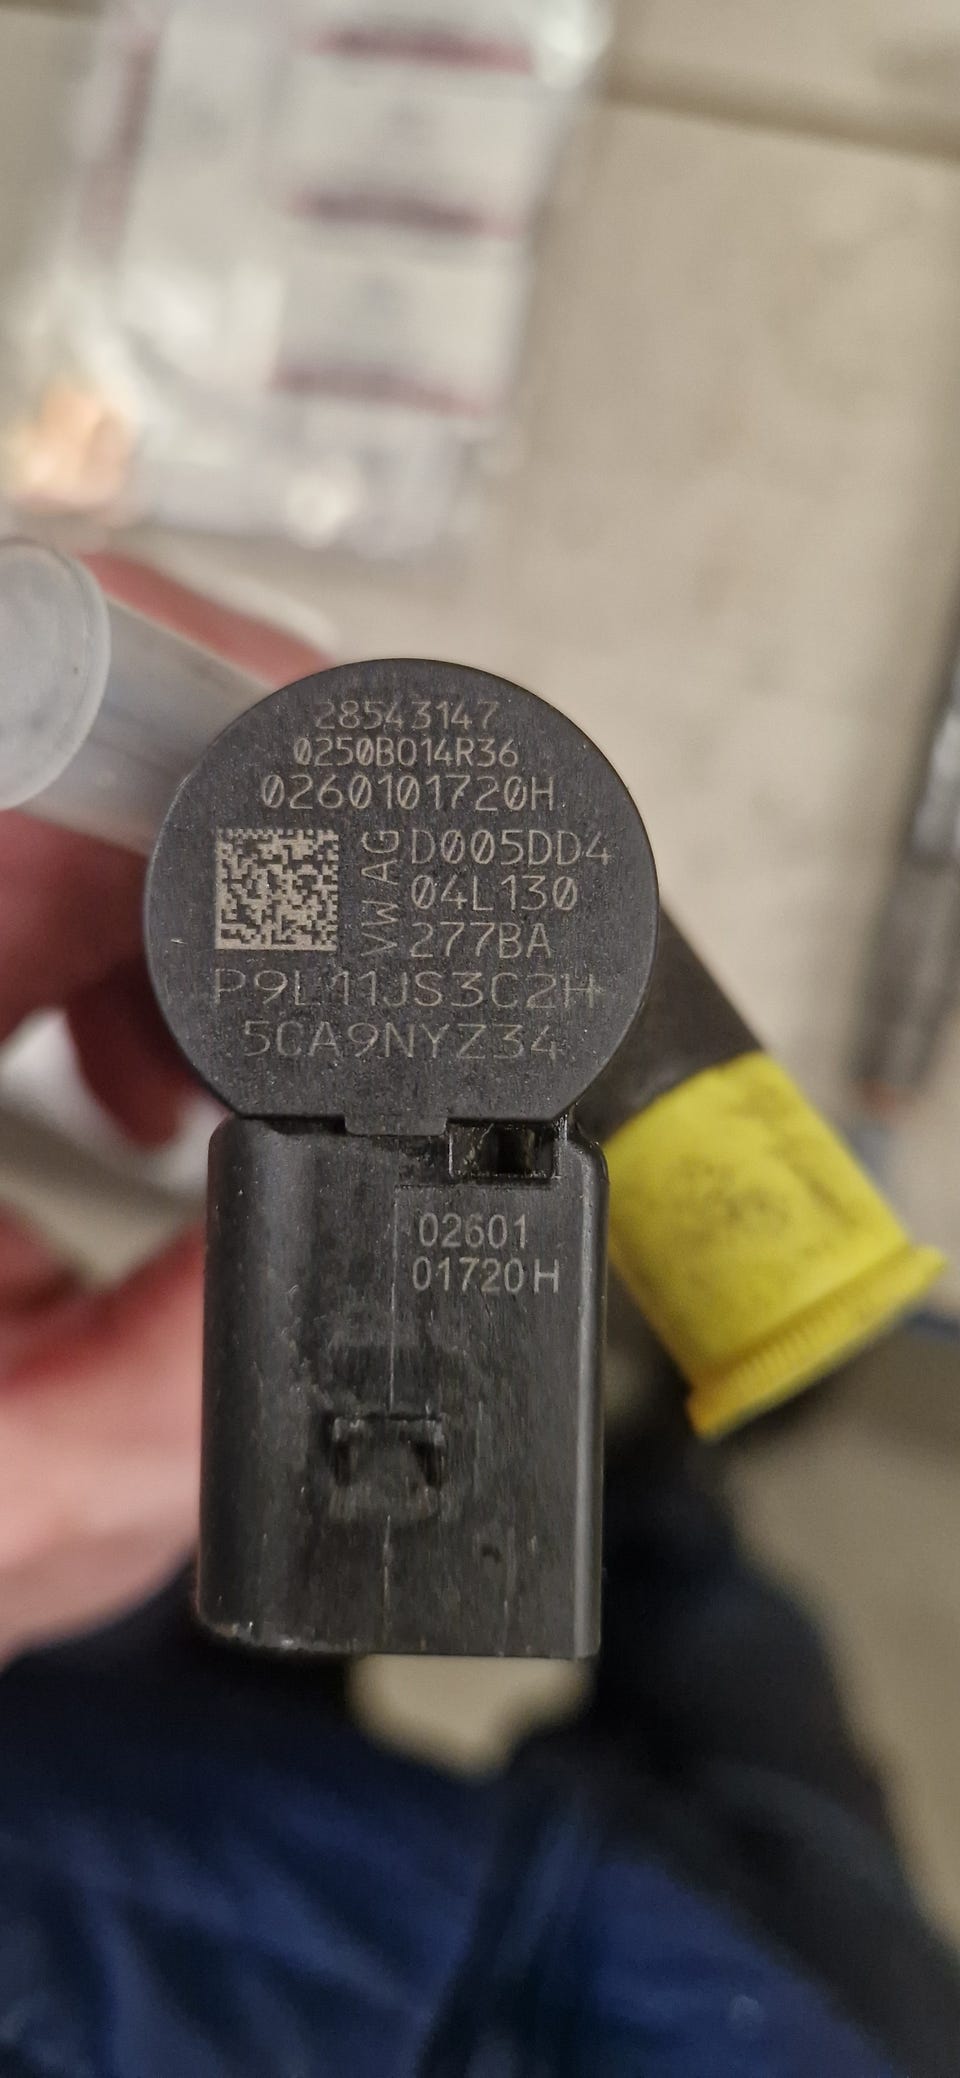 28543147
0250B014R36
0260101720H
VW AG
D005DD4
04L130
277BA
P9L11JS3C2H
5CA9NYZ34
02601
01720H